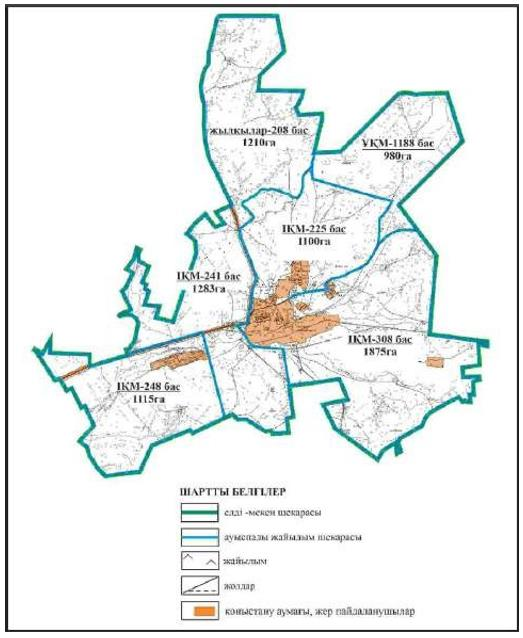 жылқылар-208 бас
1210га
ҰҚМ-1188 бас
980га
ІҚМ-225 бас
1100га
ІҚМ-241 бас
1283га
ІҚМ-308 бас
1875га
ІҚМ-248 бас
1115га
ШАРТТЫ БЕЛГІЛЕР
елді -мекен шекарасы
ауыспалы жайылым шекарасы
жайылым
жолдар
қоныстану аумағы, жер пайдаланушылар